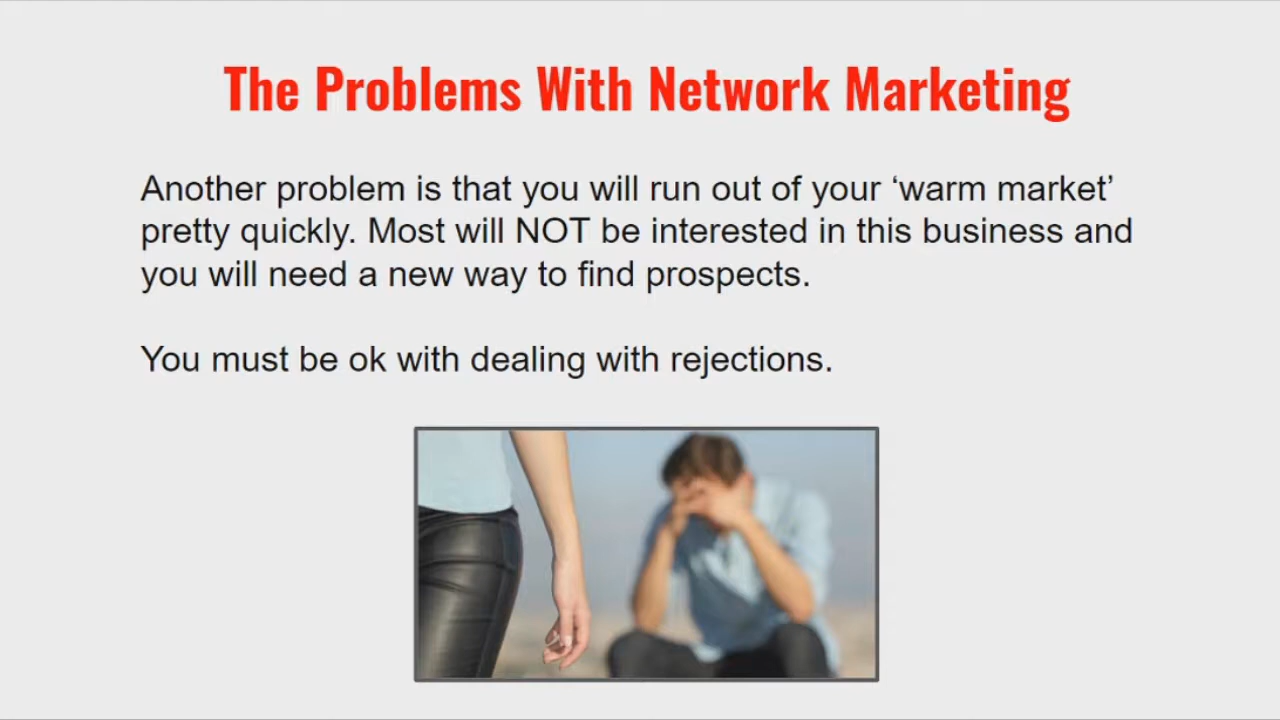 The Problems With Network Marketing
Another problem is that you will run out of your ‘warm market’
pretty quickly. Most will NOT be interested in this business and
you will need a new way to find prospects.
You must be ok with dealing with rejections.